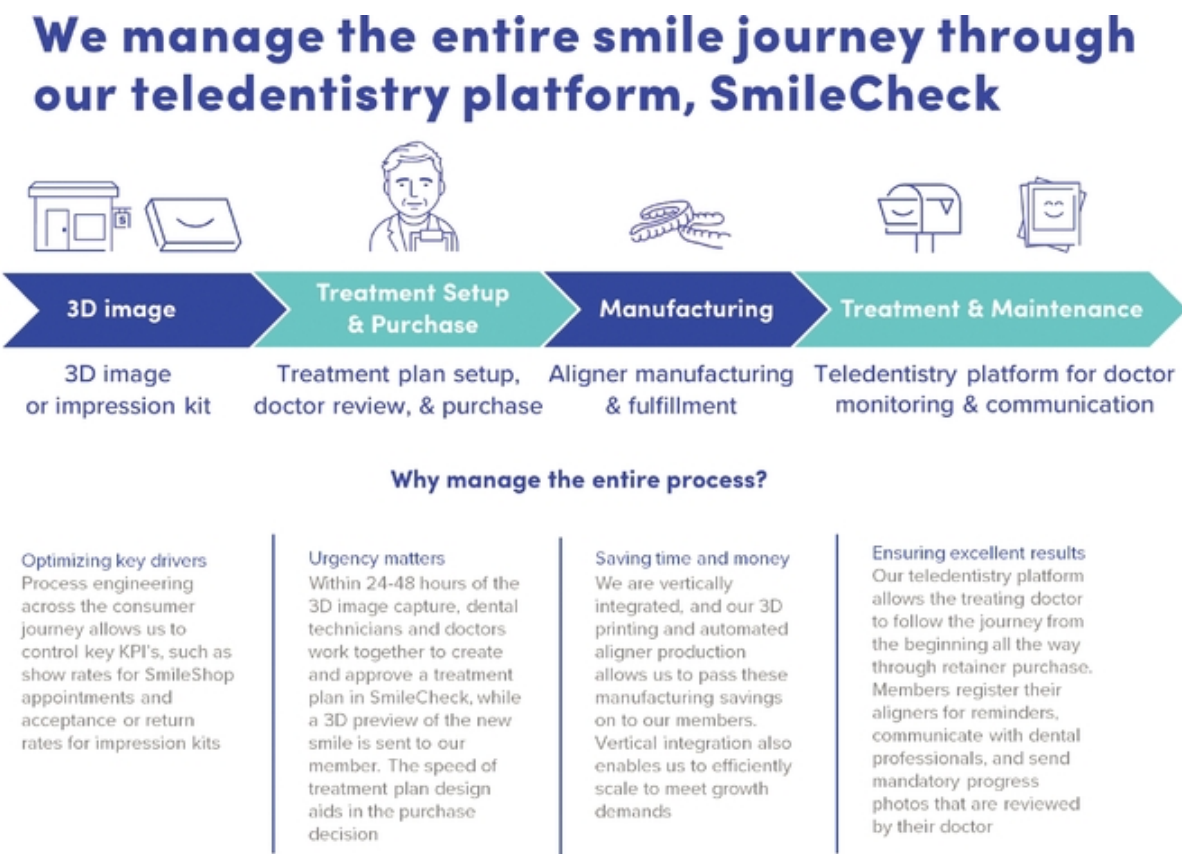 We manage the entire smile journey through
our teledentistry platform, SmileCheck
S
3D image
Treatment Setup
& Purchase
Manufacturing
Treatment & Maintenance
3D image
or impression kit
Treatment plan setup,
doctor review, & purchase
Aligner manufacturing
& fulfillment
Teledentistry platform for doctor
monitoring & communication
Why manage the entire process?
Optimizing key drivers
Process engineering
across the consumer
journey allows us to
control key KPI's, such as
show rates for SmileShop
appointments and
acceptance or return
rates for impression kits
Urgency matters
Within 24-48 hours of the
3D image capture, dental
technicians and doctors
work together to create
and approve a treatment
plan in SmileCheck, while
a 3D preview of the new
smile is sent to our
member. The speed of
treatment plan design
aids in the purchase
decision
Saving time and money
We are vertically
integrated, and our 3D
printing and automated
aligner production
allows us to pass these
manufacturing savings
on to our members.
Vertical integration also
enables us to efficiently
scale to meet growth
demands
Ensuring excellent results
Our teledentistry platform
allows the treating doctor
to follow the journey from
the beginning all the way
through retainer purchase.
Members register their
aligners for reminders,
communicate with dental
professionals, and send
mandatory progress
photos that are reviewed
by their doctor